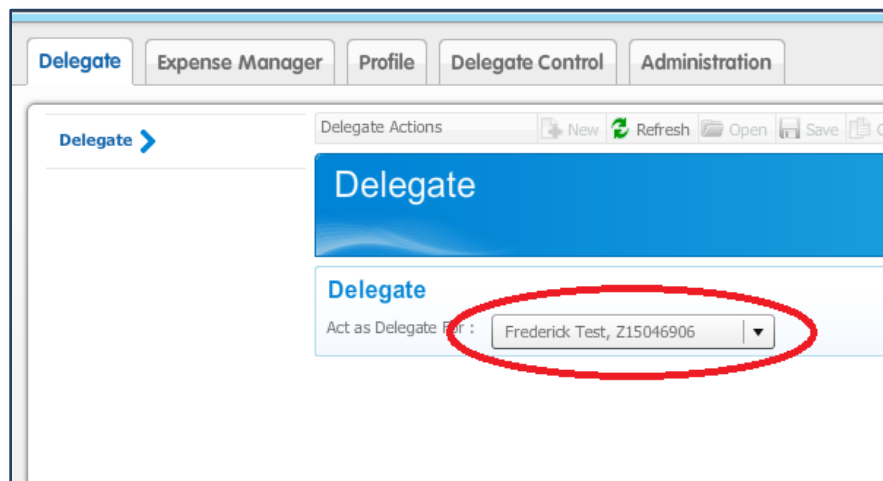 Delegate Expense Manager Profile Delegate Control Administration
Delegate
Delegate Actions New Refresh Open Save
Delegate
Delegate
Act as Delegate For : Frederick Test, Z15046906